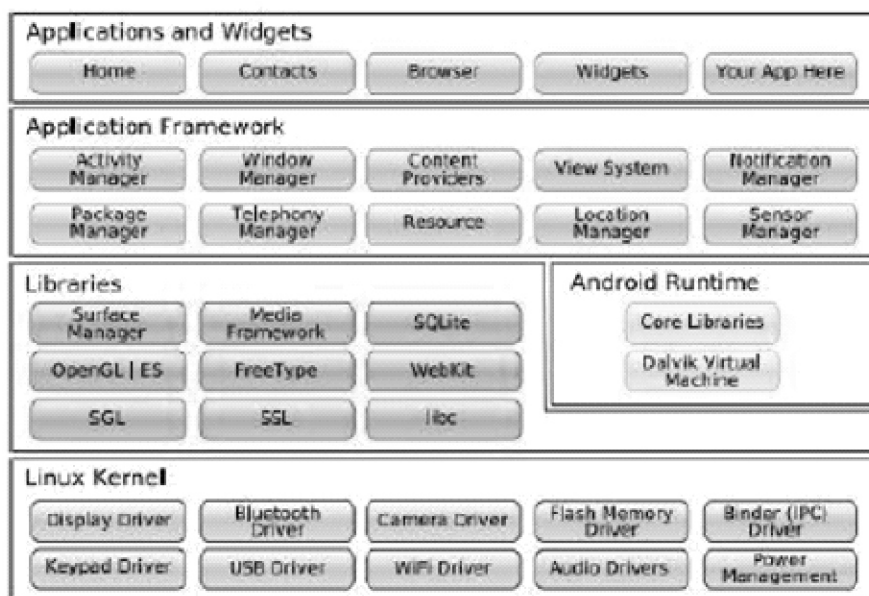 Applications and Widgets
Home
Contacts
Browser
Widgets
Your App Here
Application Framework
Activity
Manager
Window
Manager
Content
Providers
View System
Notification
Manager
Package
Manager
Telephony
Manager
Resource
Location
Manager
Sensor
Manager
Libraries
Surface
Manager
Media
Framework
SQLite
OpenGL | ES
FreeType
WebKit
SGL
SSL
libc
Android Runtime
Core Libraries
Dalvik Virtual
Machine
Linux Kernel
Display Driver
Bluetooth
Driver
Camera Driver
Flash Memory
Driver
Binder (IPC)
Driver
Keypad Driver
USB Driver
WiFi Driver
Audio Drivers
Power
Management